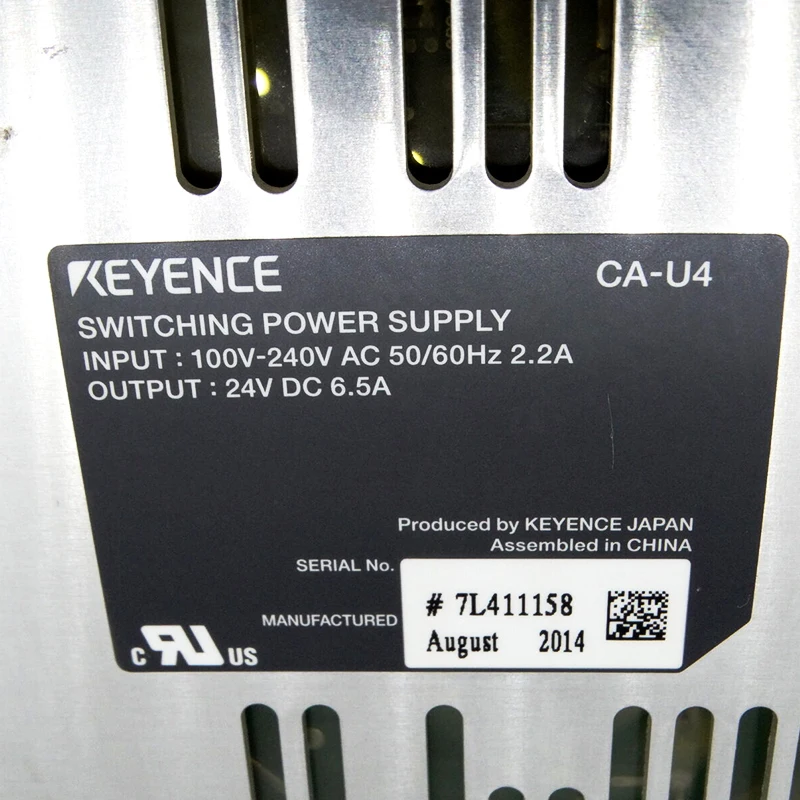 KEYENCE CA-U4
SWITCHING POWER SUPPLY
INPUT : 100V-240V AC 50/60Hz 2.2A
OUTPUT : 24V DC 6.5A
Produced by KEYENCE JAPAN
Assembled in CHINA
SERIAL No. # 7L411158
MANUFACTURED August 2014
c RU US